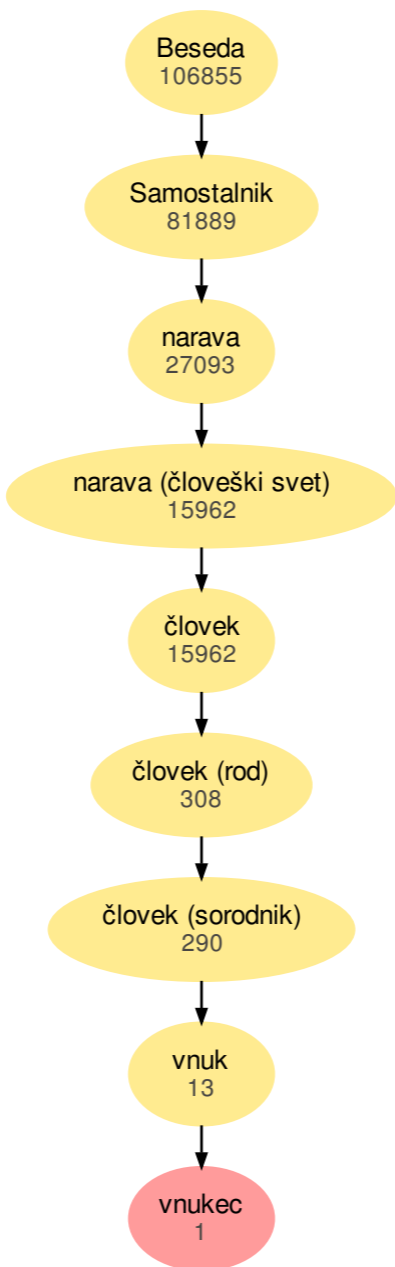 Beseda
106855
Samostalnik
81889
narava
27093
narava (človeški svet)
15962
človek
15962
človek (rod)
308
človek (sorodnik)
290
vnuk
13
vnukec
1